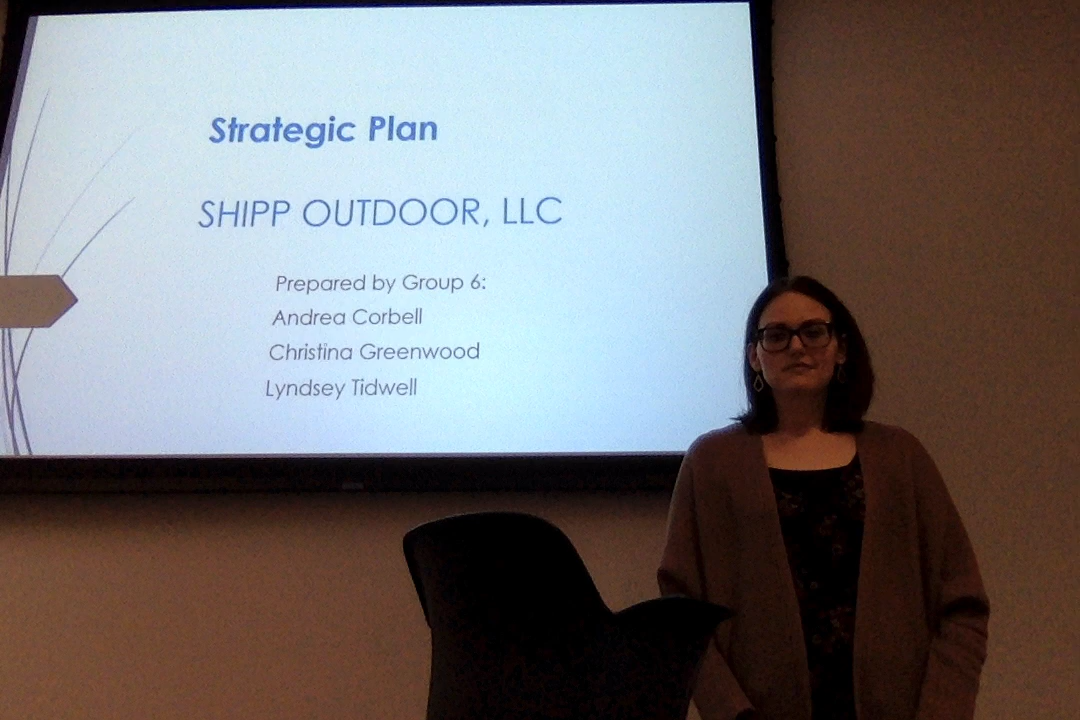 Strategic Plan
SHIPP OUTDOOR, LLC
Prepared by Group 6:
Andrea Corbell
Christina Greenwood
Lyndsey Tidwell